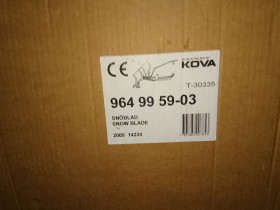 CE
KOVA
T-30335
964 99 59-03
SNÖBLAD
SNOW BLADE
2005 14234